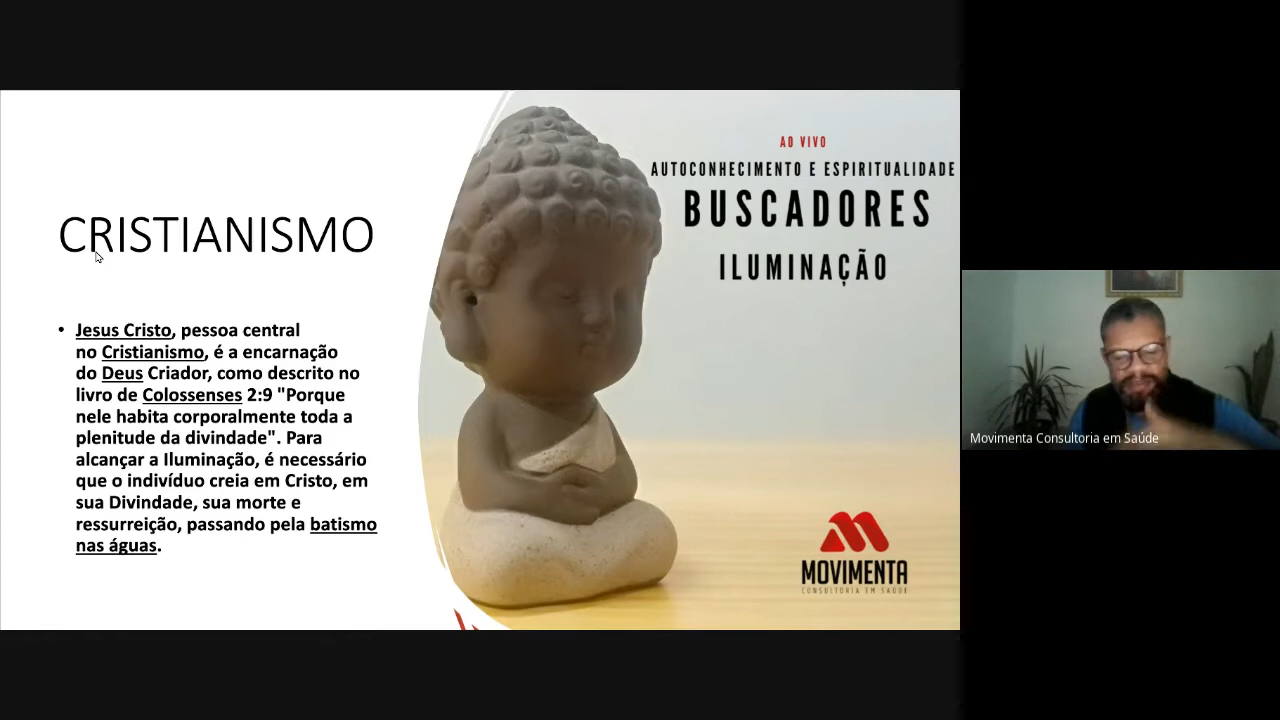 CRISTIANISMO
• Jesus Cristo, pessoa central
no Cristianismo, é a encarnação
do Deus Criador, como descrito no
livro de Colossenses 2:9 "Porque
nele habita corporalmente toda a
plenitude da divindade". Para
alcançar a Iluminação, é necessário
que o indivíduo creia em Cristo, em
sua Divindade, sua morte e
ressurreição, passando pela batismo
nas águas.
AO VIVO
AUTOCONHECIMENTO E ESPIRITUALIDADE
BUSCADORES
ILUMINAÇÃO
MOVIMENTA
CONSULTORIA EM SAÚDE
Movimenta Consultoria em Saúde